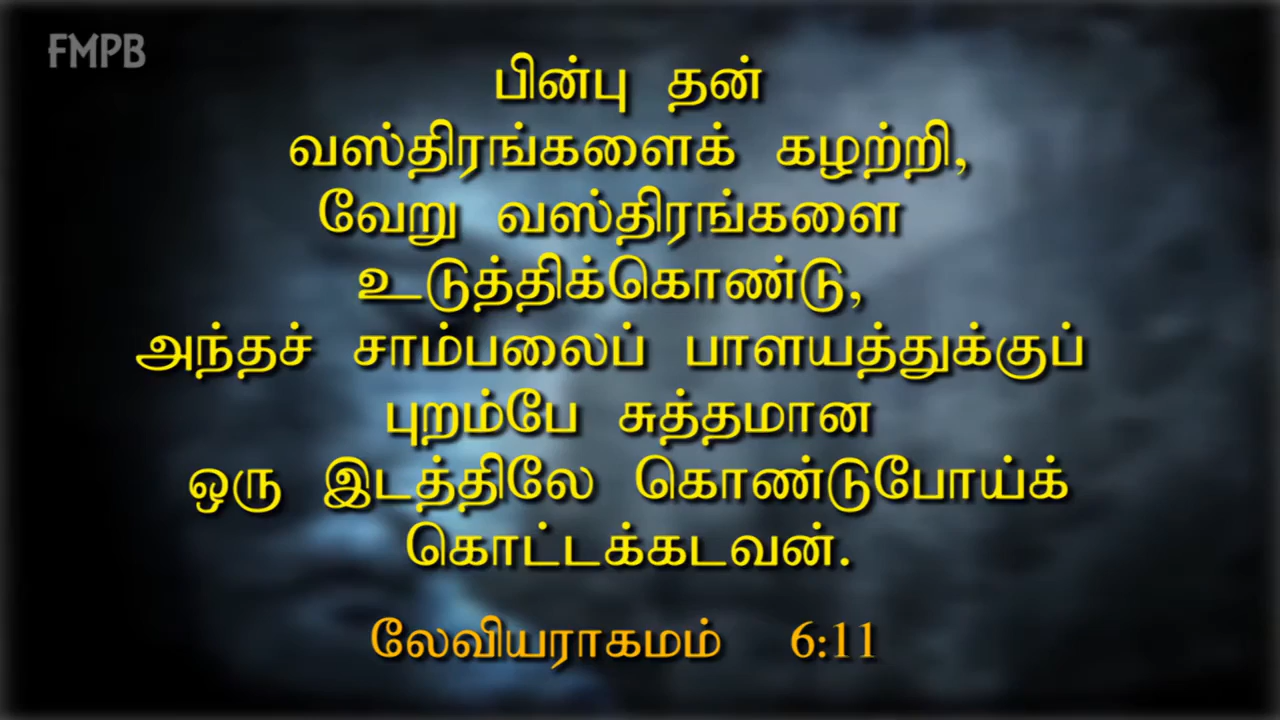 FMPB
பின்பு தன்
வஸ்திரங்களைக் கழற்றி,
வேறு வஸ்திரங்களை
உடுத்திக்கொண்டு,
அந்தச் சாம்பலைப் பாளயத்துக்குப்
புறம்பே சுத்தமான
ஒரு இடத்திலே கொண்டுபோய்க்
கொட்டக்கடவன்.
லேவியராகமம் 6:11